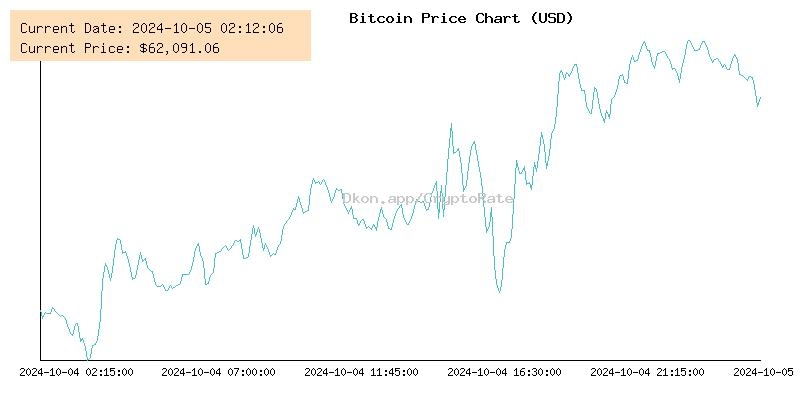 Bitcoin Price Chart (USD)
Current Date: 2024-10-05 02:12:06
Current Price: $62,091.06
Dkon.app/CryptoRate
2024-10-04 02:15:00 2024-10-04 07:00:00 2024-10-04 11:45:00 2024-10-04 16:30:00 2024-10-04 21:15:00 2024-10-05